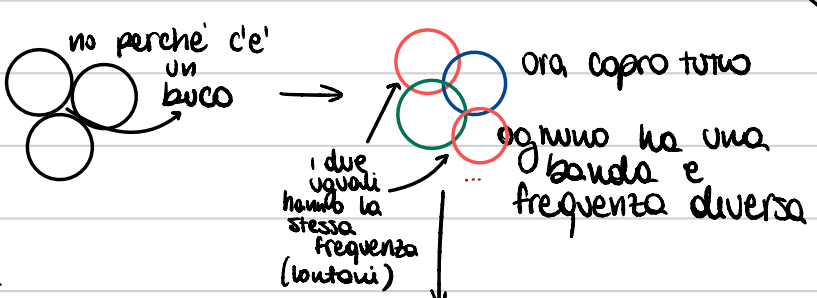 no perché c'e'
un
buco
ora copro tutto
ognuno ha una
banda e
frequenza diversa
...
i due
uguali
hanno la
stessa
frequenza
(lontani)